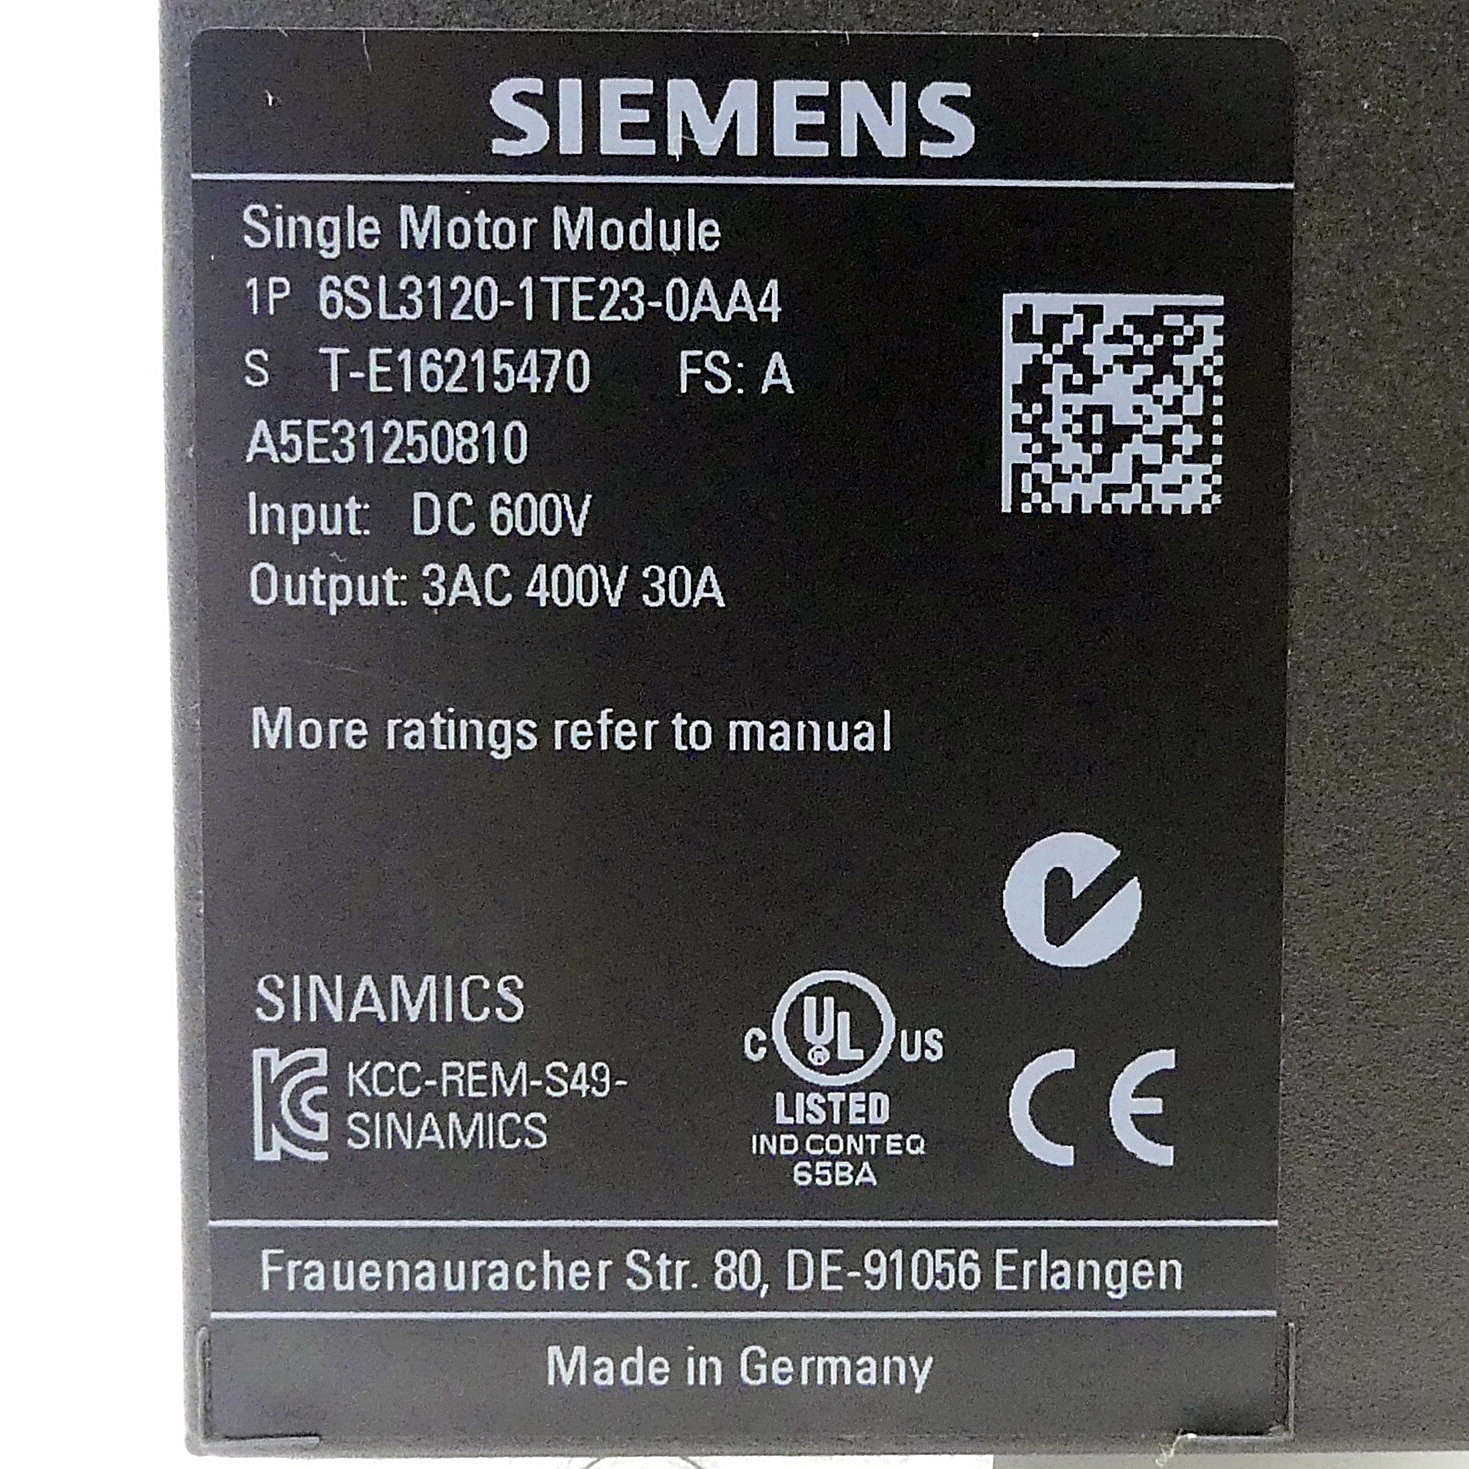 SIEMENS
Single Motor Module
1P 6SL3120-1TE23-0AA4
S T-E16215470 FS: A
A5E31250810
Input: DC 600V
Output: 3AC 400V 30A
More ratings refer to manual
SINAMICS
KCC-REM-S49-
SINAMICS
C UL® US
LISTED
IND CONT EQ
65BA
CE
Frauenauracher Str. 80, DE-91056 Erlangen
Made in Germany